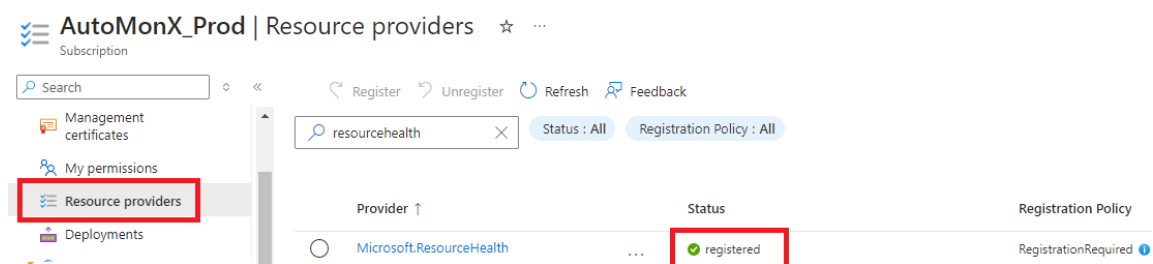 AutoMonX_Prod | Resource providers ☆ ...
Subscription
Search
«
Register Unregister Refresh Feedback
Management
certificates
My permissions
Resource providers
Deployments
resourcehealth
Status : All Registration Policy : All
Provider ↑ Status Registration Policy
Microsoft.ResourceHealth ... registered RegistrationRequired